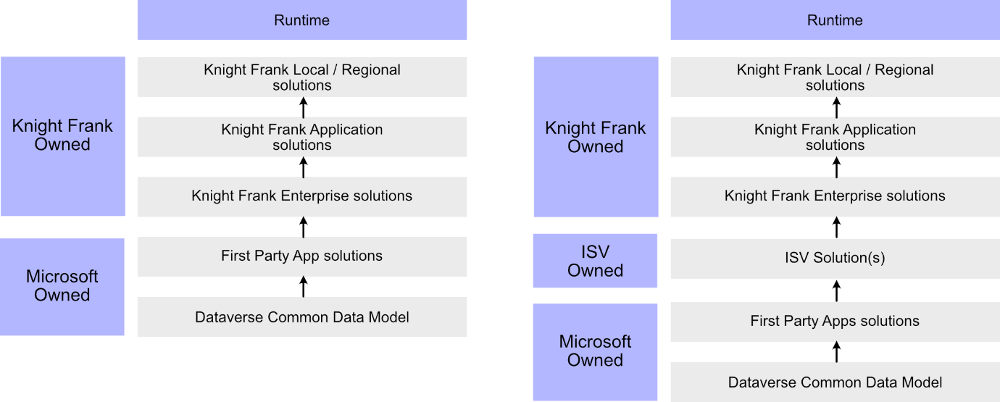 Runtime
Knight Frank
Owned
Knight Frank Local / Regional
solutions
Knight Frank Application
solutions
Knight Frank Enterprise solutions
Microsoft
Owned
First Party App solutions
Dataverse Common Data Model
Runtime
Knight Frank
Owned
Knight Frank Local / Regional
solutions
Knight Frank Application
solutions
Knight Frank Enterprise solutions
ISV
Owned
ISV Solution(s)
Microsoft
Owned
First Party Apps solutions
Dataverse Common Data Model